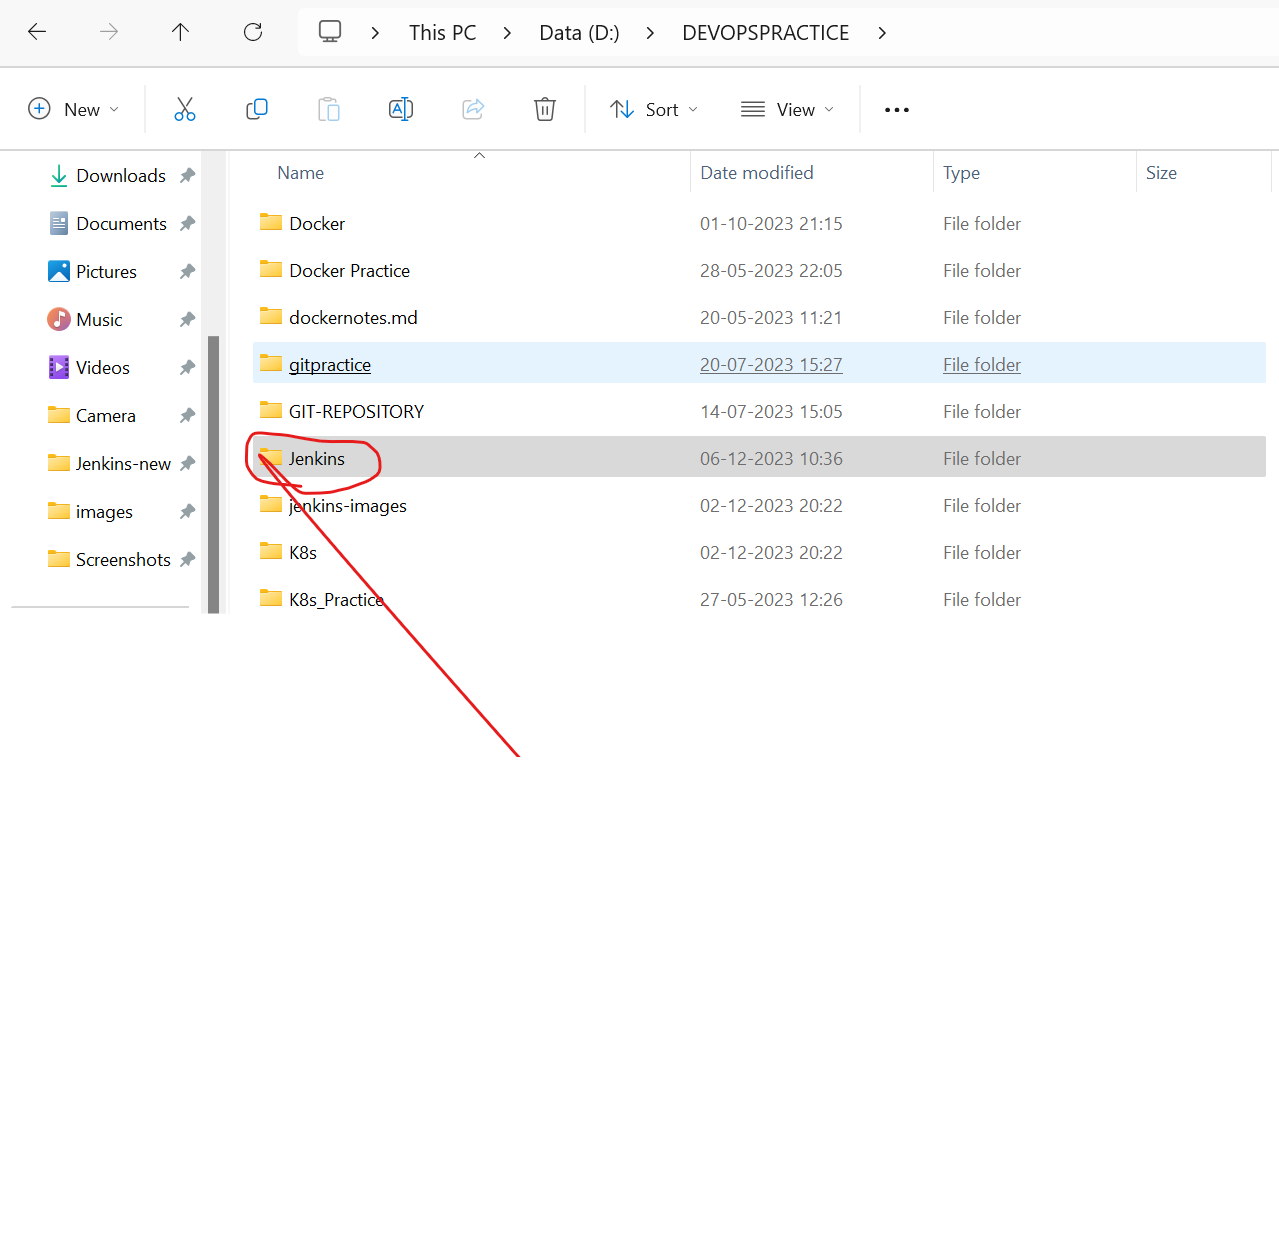 This PC > Data (D:) > DEVOPSPRACTICE >
New Sort View
Name Date modified Type Size
Downloads
Documents
Pictures
Music
Videos
Camera
Jenkins-new
images
Screenshots
Docker 01-10-2023 21:15 File folder
Docker Practice 28-05-2023 22:05 File folder
dockernotes.md 20-05-2023 11:21 File folder
gitpractice 20-07-2023 15:27 File folder
GIT-REPOSITORY 14-07-2023 15:05 File folder
Jenkins 06-12-2023 10:36 File folder
jenkins-images 02-12-2023 20:22 File folder
K8s 02-12-2023 20:22 File folder
K8s_Practice 27-05-2023 12:26 File folder